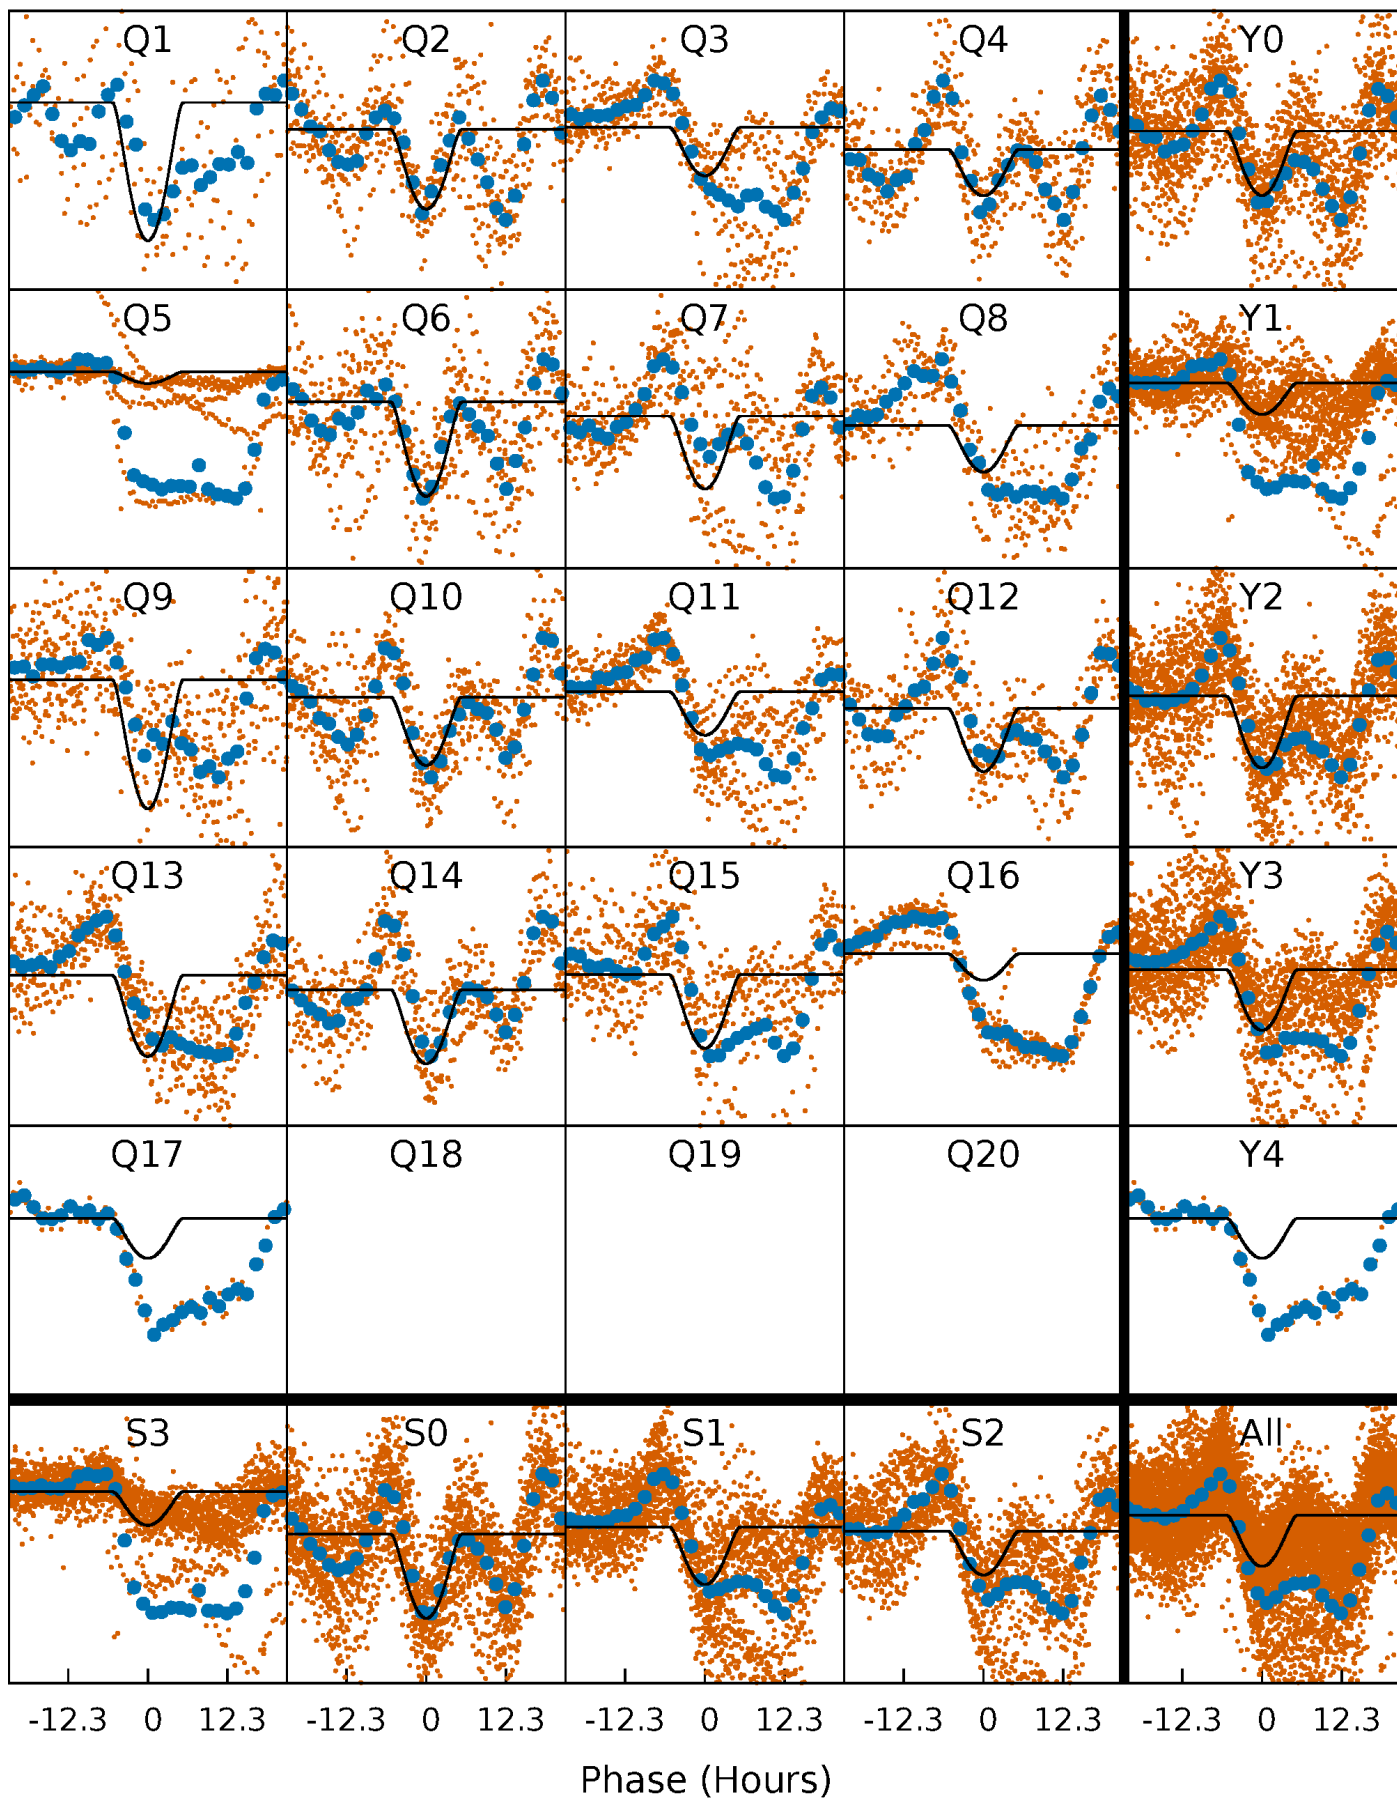 Q1 Q2 Q3 Q4 Y0
Q5 Q6 Q7 Q8 Y1
Q9 Q10 Q11 Q12 Y2
Q13 Q14 Q15 Q16 Y3
Q17 Q18 Q19 Q20 Y4
S3 S0 S1 S2 All
-12.3 0 12.3 -12.3 0 12.3 -12.3 0 12.3 -12.3 0 12.3 -12.3 0 12.3
Phase (Hours)